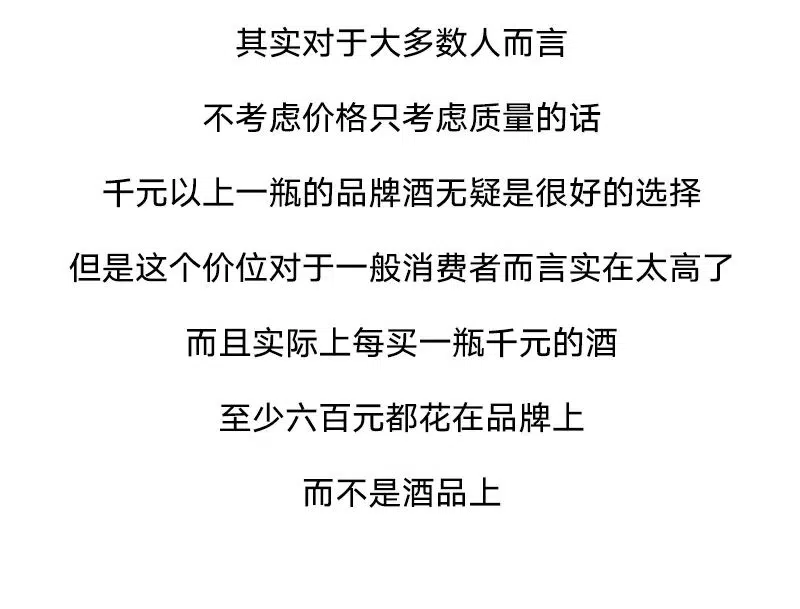 其实对于大多数人而言
不考虑价格只考虑质量的话
千元以上一瓶的品牌酒无疑是很好的选择
但是这个价位对于一般消费者而言实在太高了
而且实际上每买一瓶千元的酒
至少六百元都花在品牌上
而不是酒品上